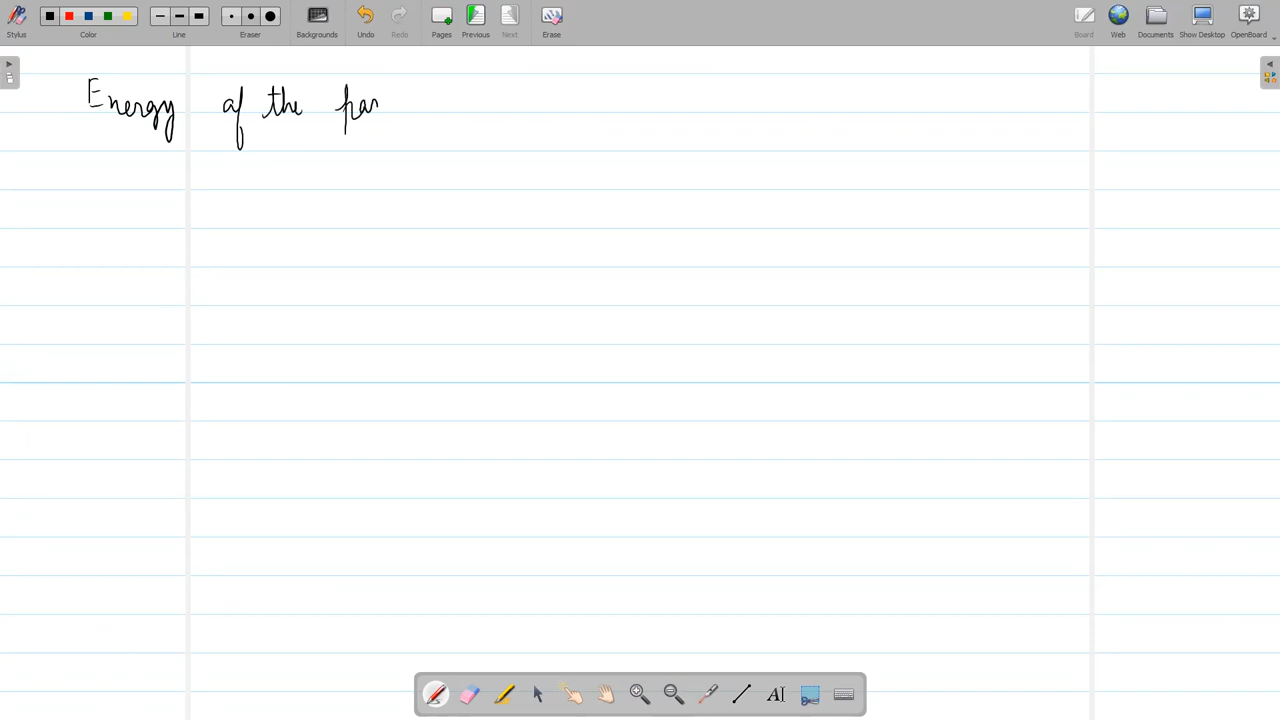 Stylus Color Line Eraser Backgrounds Undo Redo Pages Previous Next Erase Board Web Documents Show Desktop OpenBoard
Energy of the par